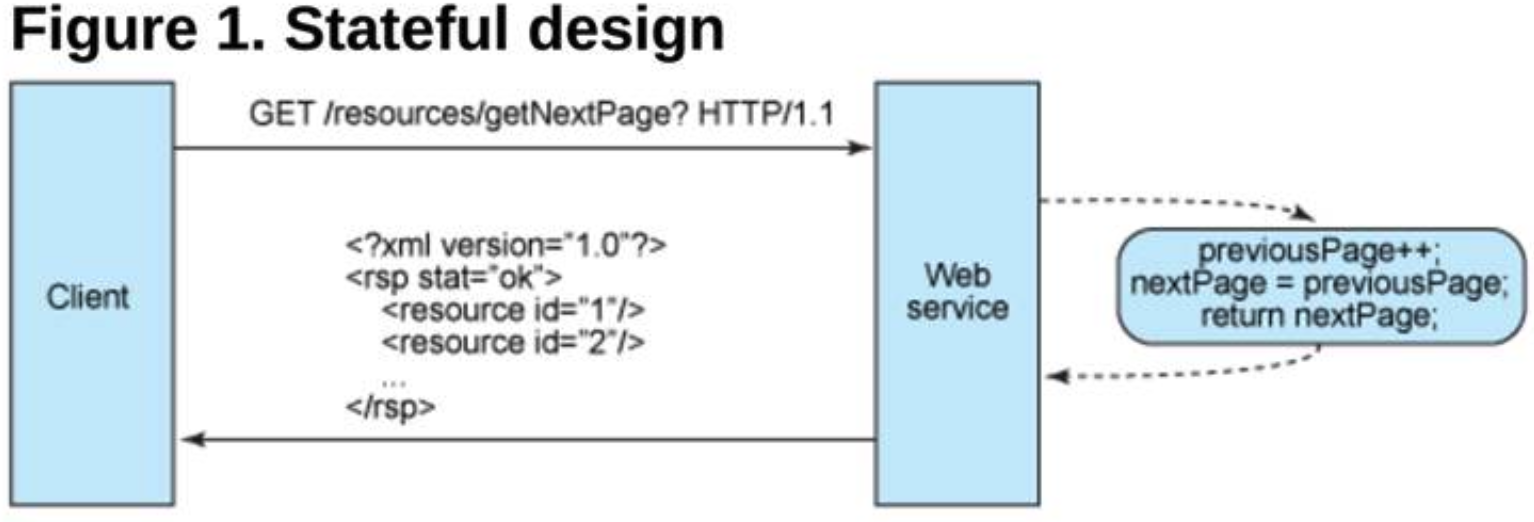 Figure 1. Stateful design
GET /resources/getNextPage? HTTP/1.1
<?xml version="1.0"?>
<rsp stat="ok">
<resource id="1"/>
<resource id="2"/>
...
</rsp>
Client
Web
service
previousPage++;
nextPage = previousPage;
return nextPage;